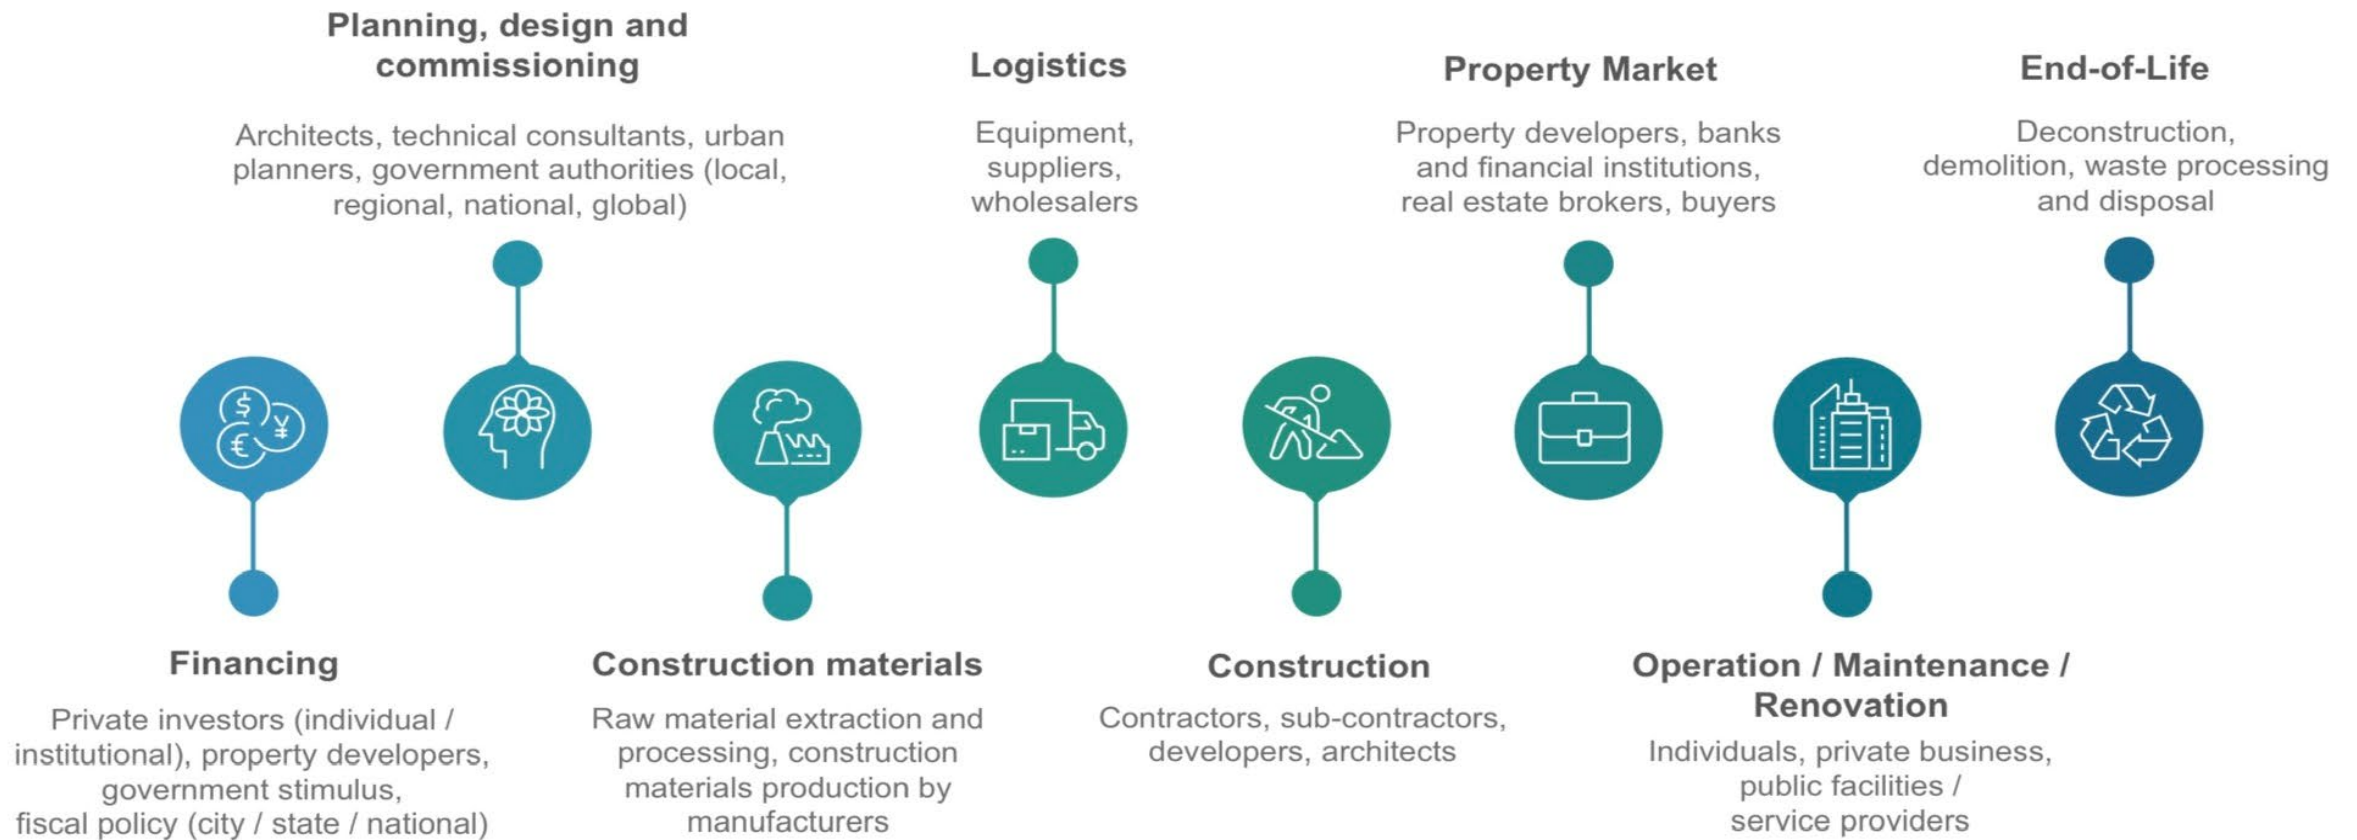 Planning, design and
commissioning
Architects, technical consultants, urban
planners, government authorities (local,
regional, national, global)
Logistics
Equipment,
suppliers,
wholesalers
Property Market
Property developers, banks
and financial institutions,
real estate brokers, buyers
End-of-Life
Deconstruction,
demolition, waste processing
and disposal
$
¥
€
Financing
Private investors (individual /
institutional), property developers,
government stimulus,
fiscal policy (city / state / national)
Construction materials
Raw material extraction and
processing, construction
materials production by
manufacturers
Construction
Contractors, sub-contractors,
developers, architects
Operation / Maintenance /
Renovation
Individuals, private business,
public facilities /
service providers